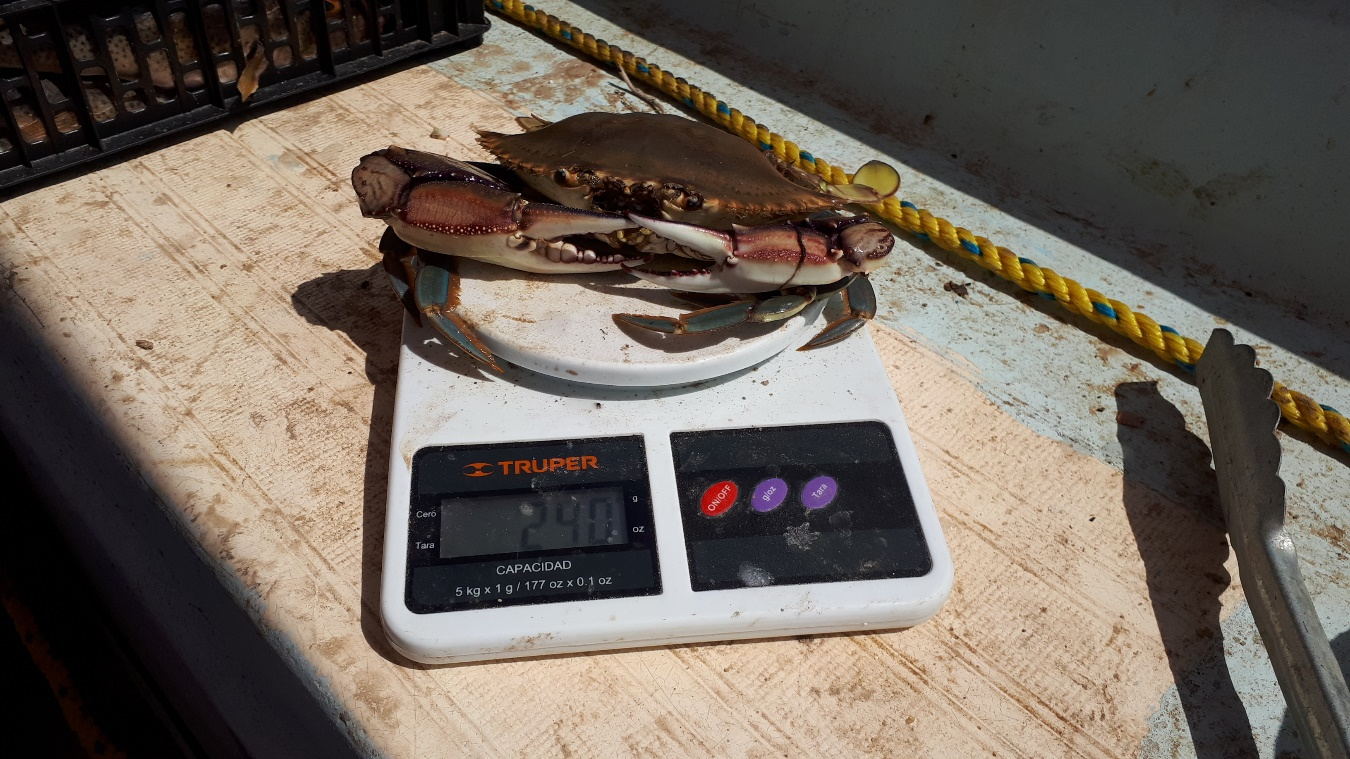 TRUPER
240
g
Cero
oz
Tara
CAPACIDAD
5 kg x 1 g / 177 oz x 0.1 oz
ON/OFF
g/oz
Tara